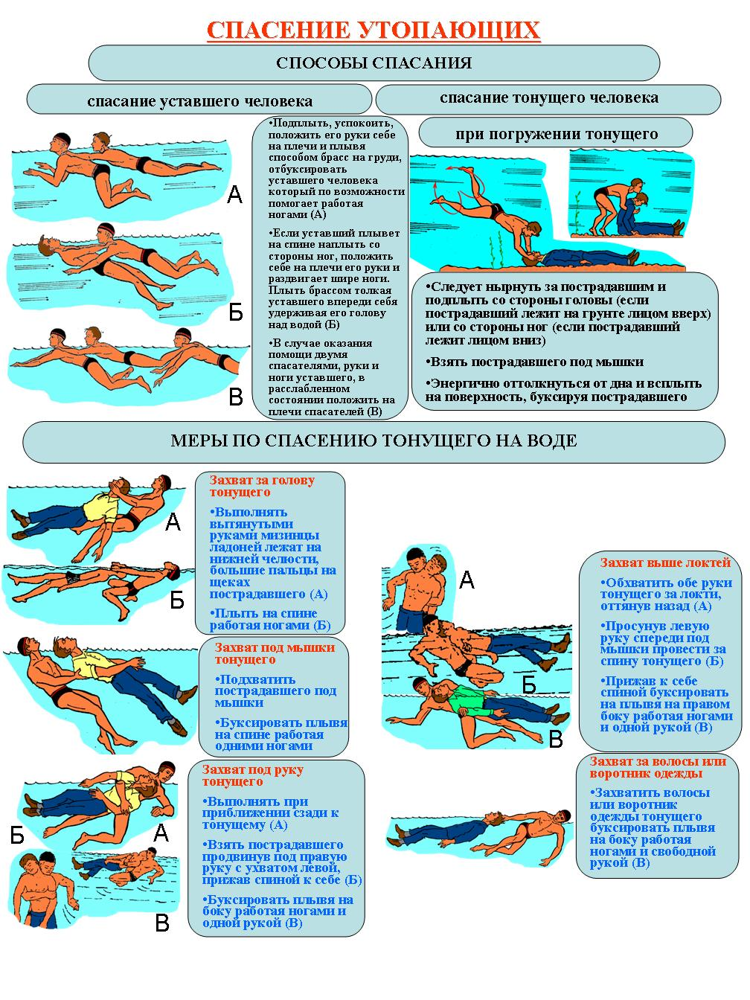 СПАСЕНИЕ УТОПАЮЩИХ
СПОСОБЫ СПАСАНИЯ
спасание уставшего человека
•Подплыть, успокоить,
положить его руки себе
на плечи и плывя
способом брасс на груди,
отбуксировать
уставшего человека
который по возможности
помогает работая
ногами (А)
•Если уставший плывет
на спине наплыть со
стороны ног, положить
себе на плечи его руки и
раздвигает шире ноги.
Плыть брассом толкая
уставшего впереди себя
удерживая его голову
над водой (Б)
•В случае оказания
помощи двумя
спасателями, руки и
ноги уставшего, в
расслабленном
состоянии положить на
плечи спасателей (В)
А
Б
В
спасание тонущего человека
при погружении тонущего
•Следует нырнуть за пострадавшим и
подплыть со стороны головы (если
пострадавший лежит на грунте лицом вверх)
или со стороны ног (если пострадавший
лежит лицом вниз)
•Взять пострадавшего под мышки
•Энергично оттолкнуться от дна и всплыть
на поверхность, буксируя пострадавшего
МЕРЫ ПО СПАСЕНИЮ ТОНУЩЕГО НА ВОДЕ
А
Б
Захват за голову
тонущего
•Выполнять
вытянутыми
руками мизинцы
ладоней лежат на
нижней челюсти,
большие пальцы на
щеках
пострадавшего (А)
•Плыть на спине
работая ногами (Б)
Захват под мышки
тонущего
•Подхватить
пострадавшего под
мышки
•Буксировать плывя
на спине работая
одними ногами
Б
А
В
Захват под руку
тонущего
•Выполнять при
приближении сзади к
тонущему (А)
•Взять пострадавшего
продвинув под правую
руку с ухватом левой,
прижав спиной к себе (Б)
•Буксировать плывя на
боку работая ногами и
одной рукой (В)
А
Б
В
Захват выше локтей
•Обхватить обе руки
тонущего за локти,
оттянув назад (А)
•Просунув левую
руку спереди под
мышки провести за
спину тонущего (Б)
•Прижав к себе
спиной буксировать
на плывя на правом
боку работая ногами
и одной рукой (В)
Захват за волосы или
воротник одежды
•Захватить волосы
или воротник
одежды тонущего
буксировать плывя
на боку работая
ногами и свободной
рукой (В)